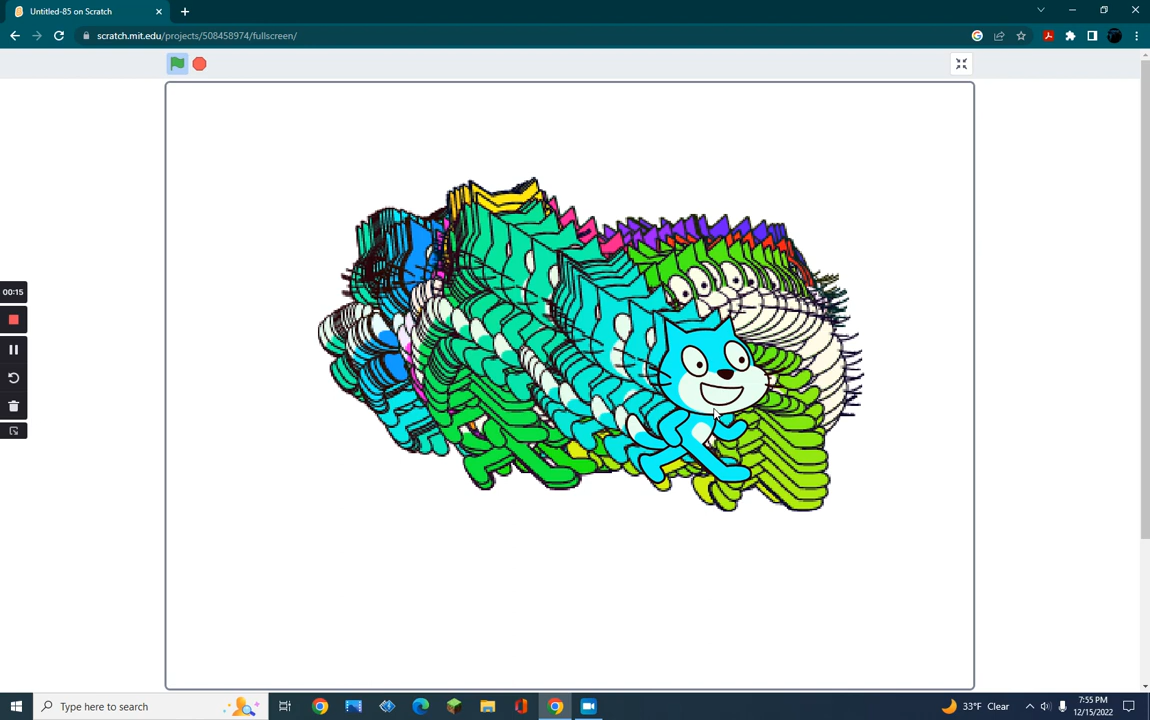 Untitled-85 on Scratch
scratch.mit.edu/projects/508458974/fullscreen/
00:15
Type here to search
33°F Clear
7:55 PM
12/15/2022